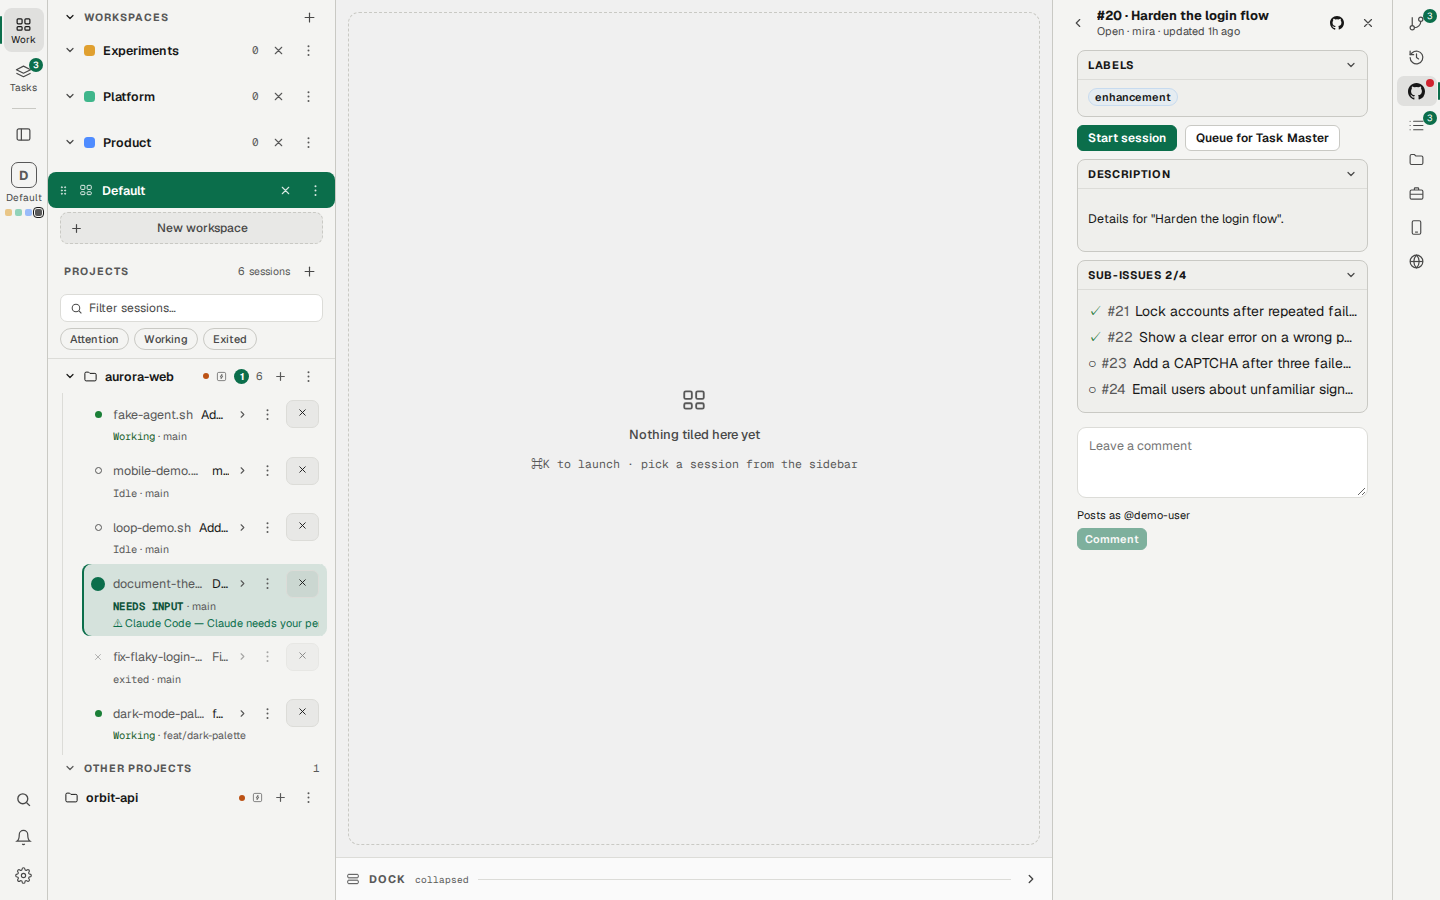 Work
Tasks
3
D
Default
WORKSPACES
Experiments 0
Platform 0
Product 0
Default
New workspace
PROJECTS 6 sessions
Filter sessions…
Attention Working Exited
aurora-web 1 6
fake-agent.sh Ad…
Working · main
mobile-demo.… m…
Idle · main
loop-demo.sh Add…
Idle · main
document-the… D…
NEEDS INPUT · main
⚠ Claude Code — Claude needs your pe
fix-flaky-login-… Fi…
exited · main
dark-mode-pal… f…
Working · feat/dark-palette
OTHER PROJECTS 1
orbit-api
Nothing tiled here yet
⌘K to launch · pick a session from the sidebar
DOCK collapsed
#20 · Harden the login flow
Open · mira · updated 1h ago
LABELS
enhancement
Start session Queue for Task Master
DESCRIPTION
Details for "Harden the login flow".
SUB-ISSUES 2/4
✓ #21 Lock accounts after repeated fail…
✓ #22 Show a clear error on a wrong p…
○ #23 Add a CAPTCHA after three faile…
○ #24 Email users about unfamiliar sign…
Leave a comment
Posts as @demo-user
Comment
3
3